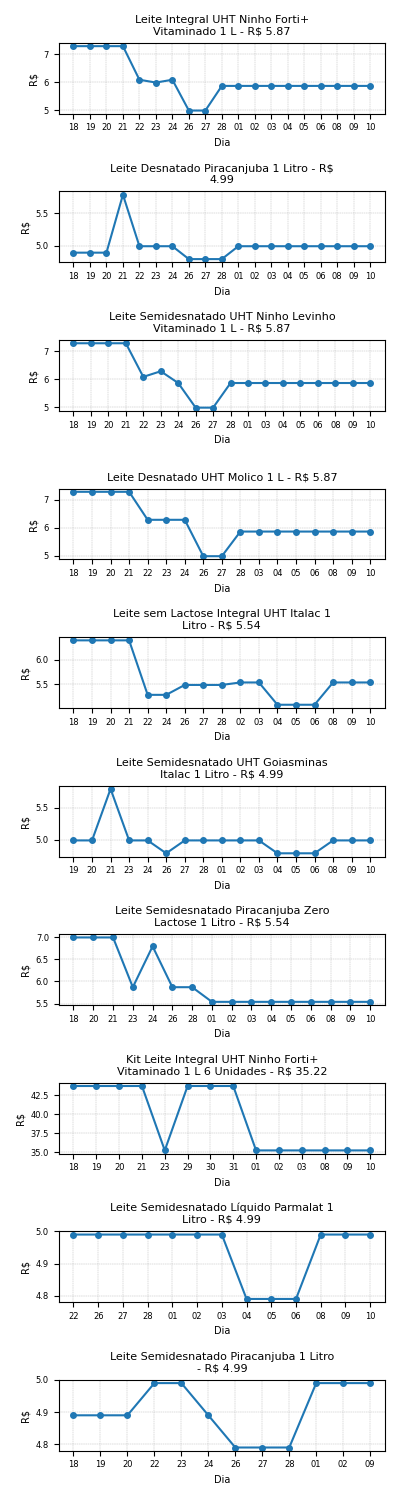 Leite Integral UHT Ninho Forti+
Vitaminado 1 L - R$ 5.87
7
6
5
R$
18 19 20 21 22 23 24 26 27 28 01 02 03 04 05 06 08 09 10
Dia
Leite Desnatado Piracanjuba 1 Litro - R$
4.99
5.5
5.0
R$
18 19 20 21 22 23 24 26 27 28 01 02 03 04 05 06 08 09 10
Dia
Leite Semidesnatado UHT Ninho Levinho
Vitaminado 1 L - R$ 5.87
7
6
5
R$
18 19 20 21 22 23 24 26 27 28 01 03 04 05 06 08 09 10
Dia
Leite Desnatado UHT Molico 1 L - R$ 5.87
7
6
5
R$
18 19 20 21 22 23 24 26 27 28 03 04 05 06 08 09 10
Dia
Leite sem Lactose Integral UHT Italac 1
Litro - R$ 5.54
6.0
5.5
R$
18 19 20 21 22 24 26 27 28 02 03 04 05 06 08 09 10
Dia
Leite Semidesnatado UHT Goiasminas
Italac 1 Litro - R$ 4.99
5.5
5.0
R$
19 20 21 23 24 26 27 28 01 02 03 04 05 06 08 09 10
Dia
Leite Semidesnatado Piracanjuba Zero
Lactose 1 Litro - R$ 5.54
7.0
6.5
6.0
5.5
R$
18 20 21 23 24 26 28 01 02 03 04 05 06 08 09 10
Dia
Kit Leite Integral UHT Ninho Forti+
Vitaminado 1 L 6 Unidades - R$ 35.22
42.5
40.0
37.5
35.0
R$
18 19 20 21 23 29 30 31 01 02 03 08 09 10
Dia
Leite Semidesnatado Líquido Parmalat 1
Litro - R$ 4.99
5.0
4.9
4.8
R$
22 26 27 28 01 02 03 04 05 06 08 09 10
Dia
Leite Semidesnatado Piracanjuba 1 Litro
- R$ 4.99
5.0
4.9
4.8
R$
18 19 20 22 23 24 26 27 28 01 02 09
Dia